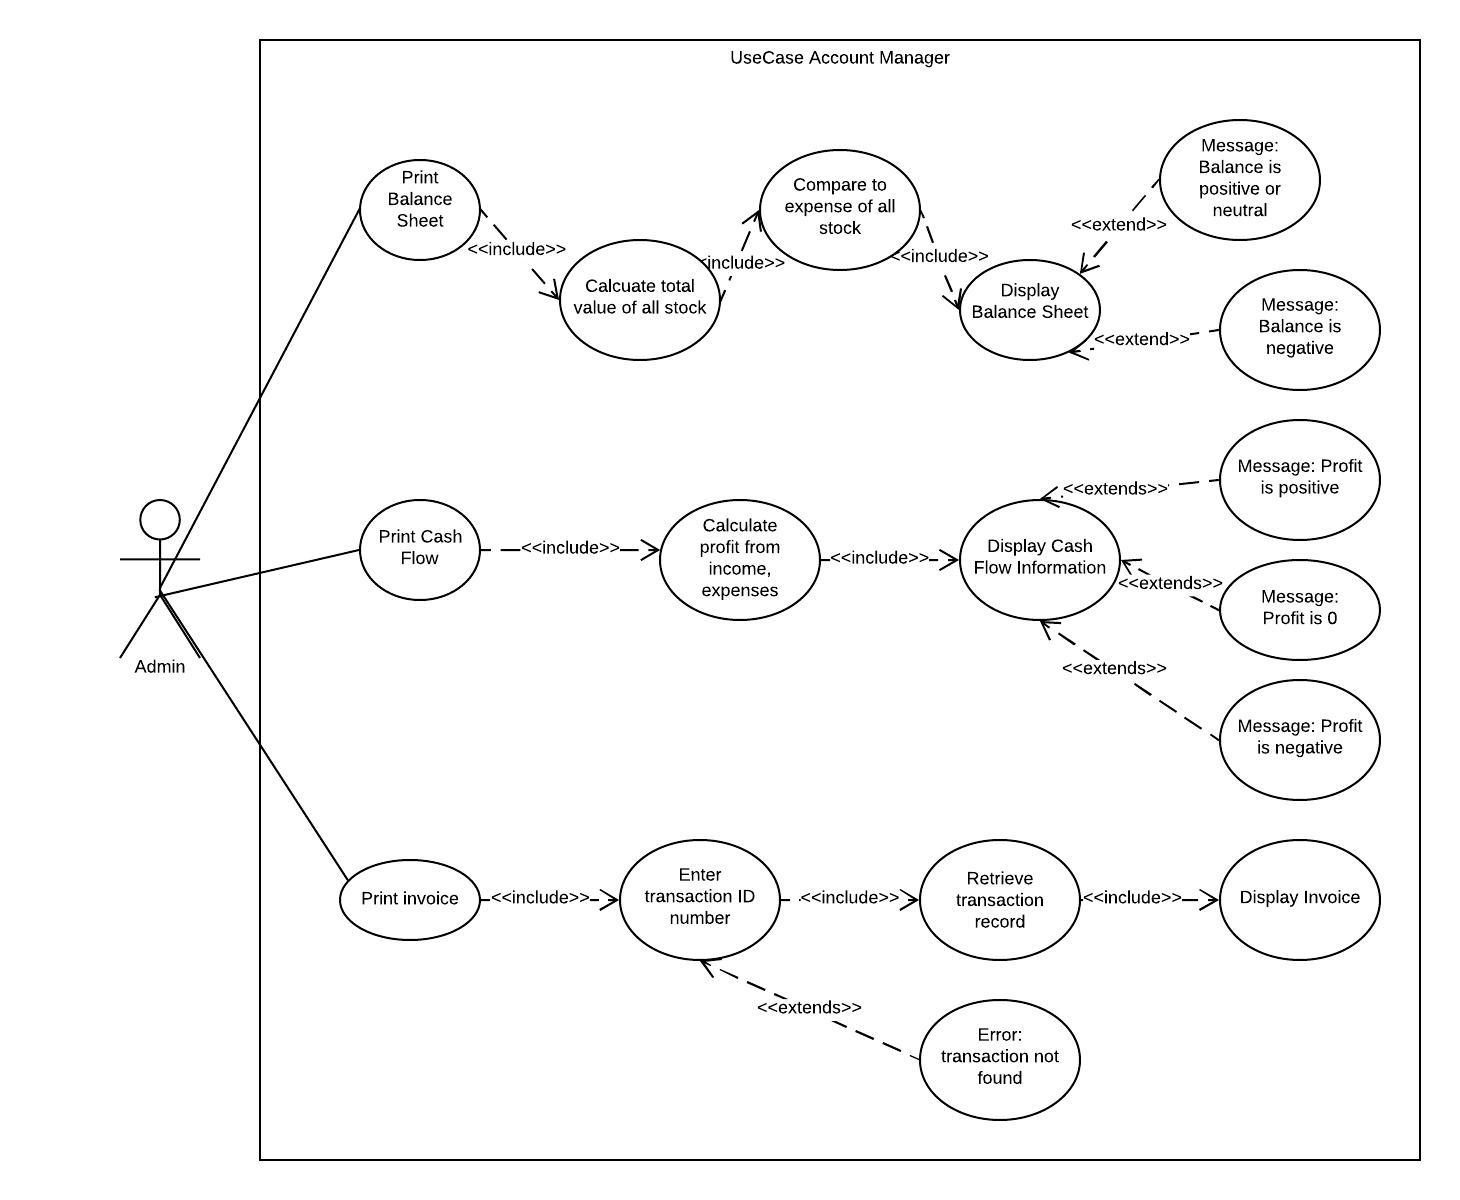 UseCase Account Manager
Print
Balance
Sheet
<<include>>
Calcuate total
value of all stock
include>>
Compare to
expense of all
stock
<<include>>
Display
Balance Sheet
<<extend>>
Message:
Balance is
positive or
neutral
<<extend>>
Message:
Balance is
negative
Admin
Print Cash
Flow
<<include>>
Calculate
profit from
income,
expenses
<<include>>
Display Cash
Flow Information
<<extends>>
Message: Profit
is positive
<<extends>>
Message:
Profit is 0
<<extends>>
Message: Profit
is negative
Print invoice
<<include>>
Enter
transaction ID
number
<<include>>
Retrieve
transaction
record
<<include>>
Display Invoice
<<extends>>
Error:
transaction not
found